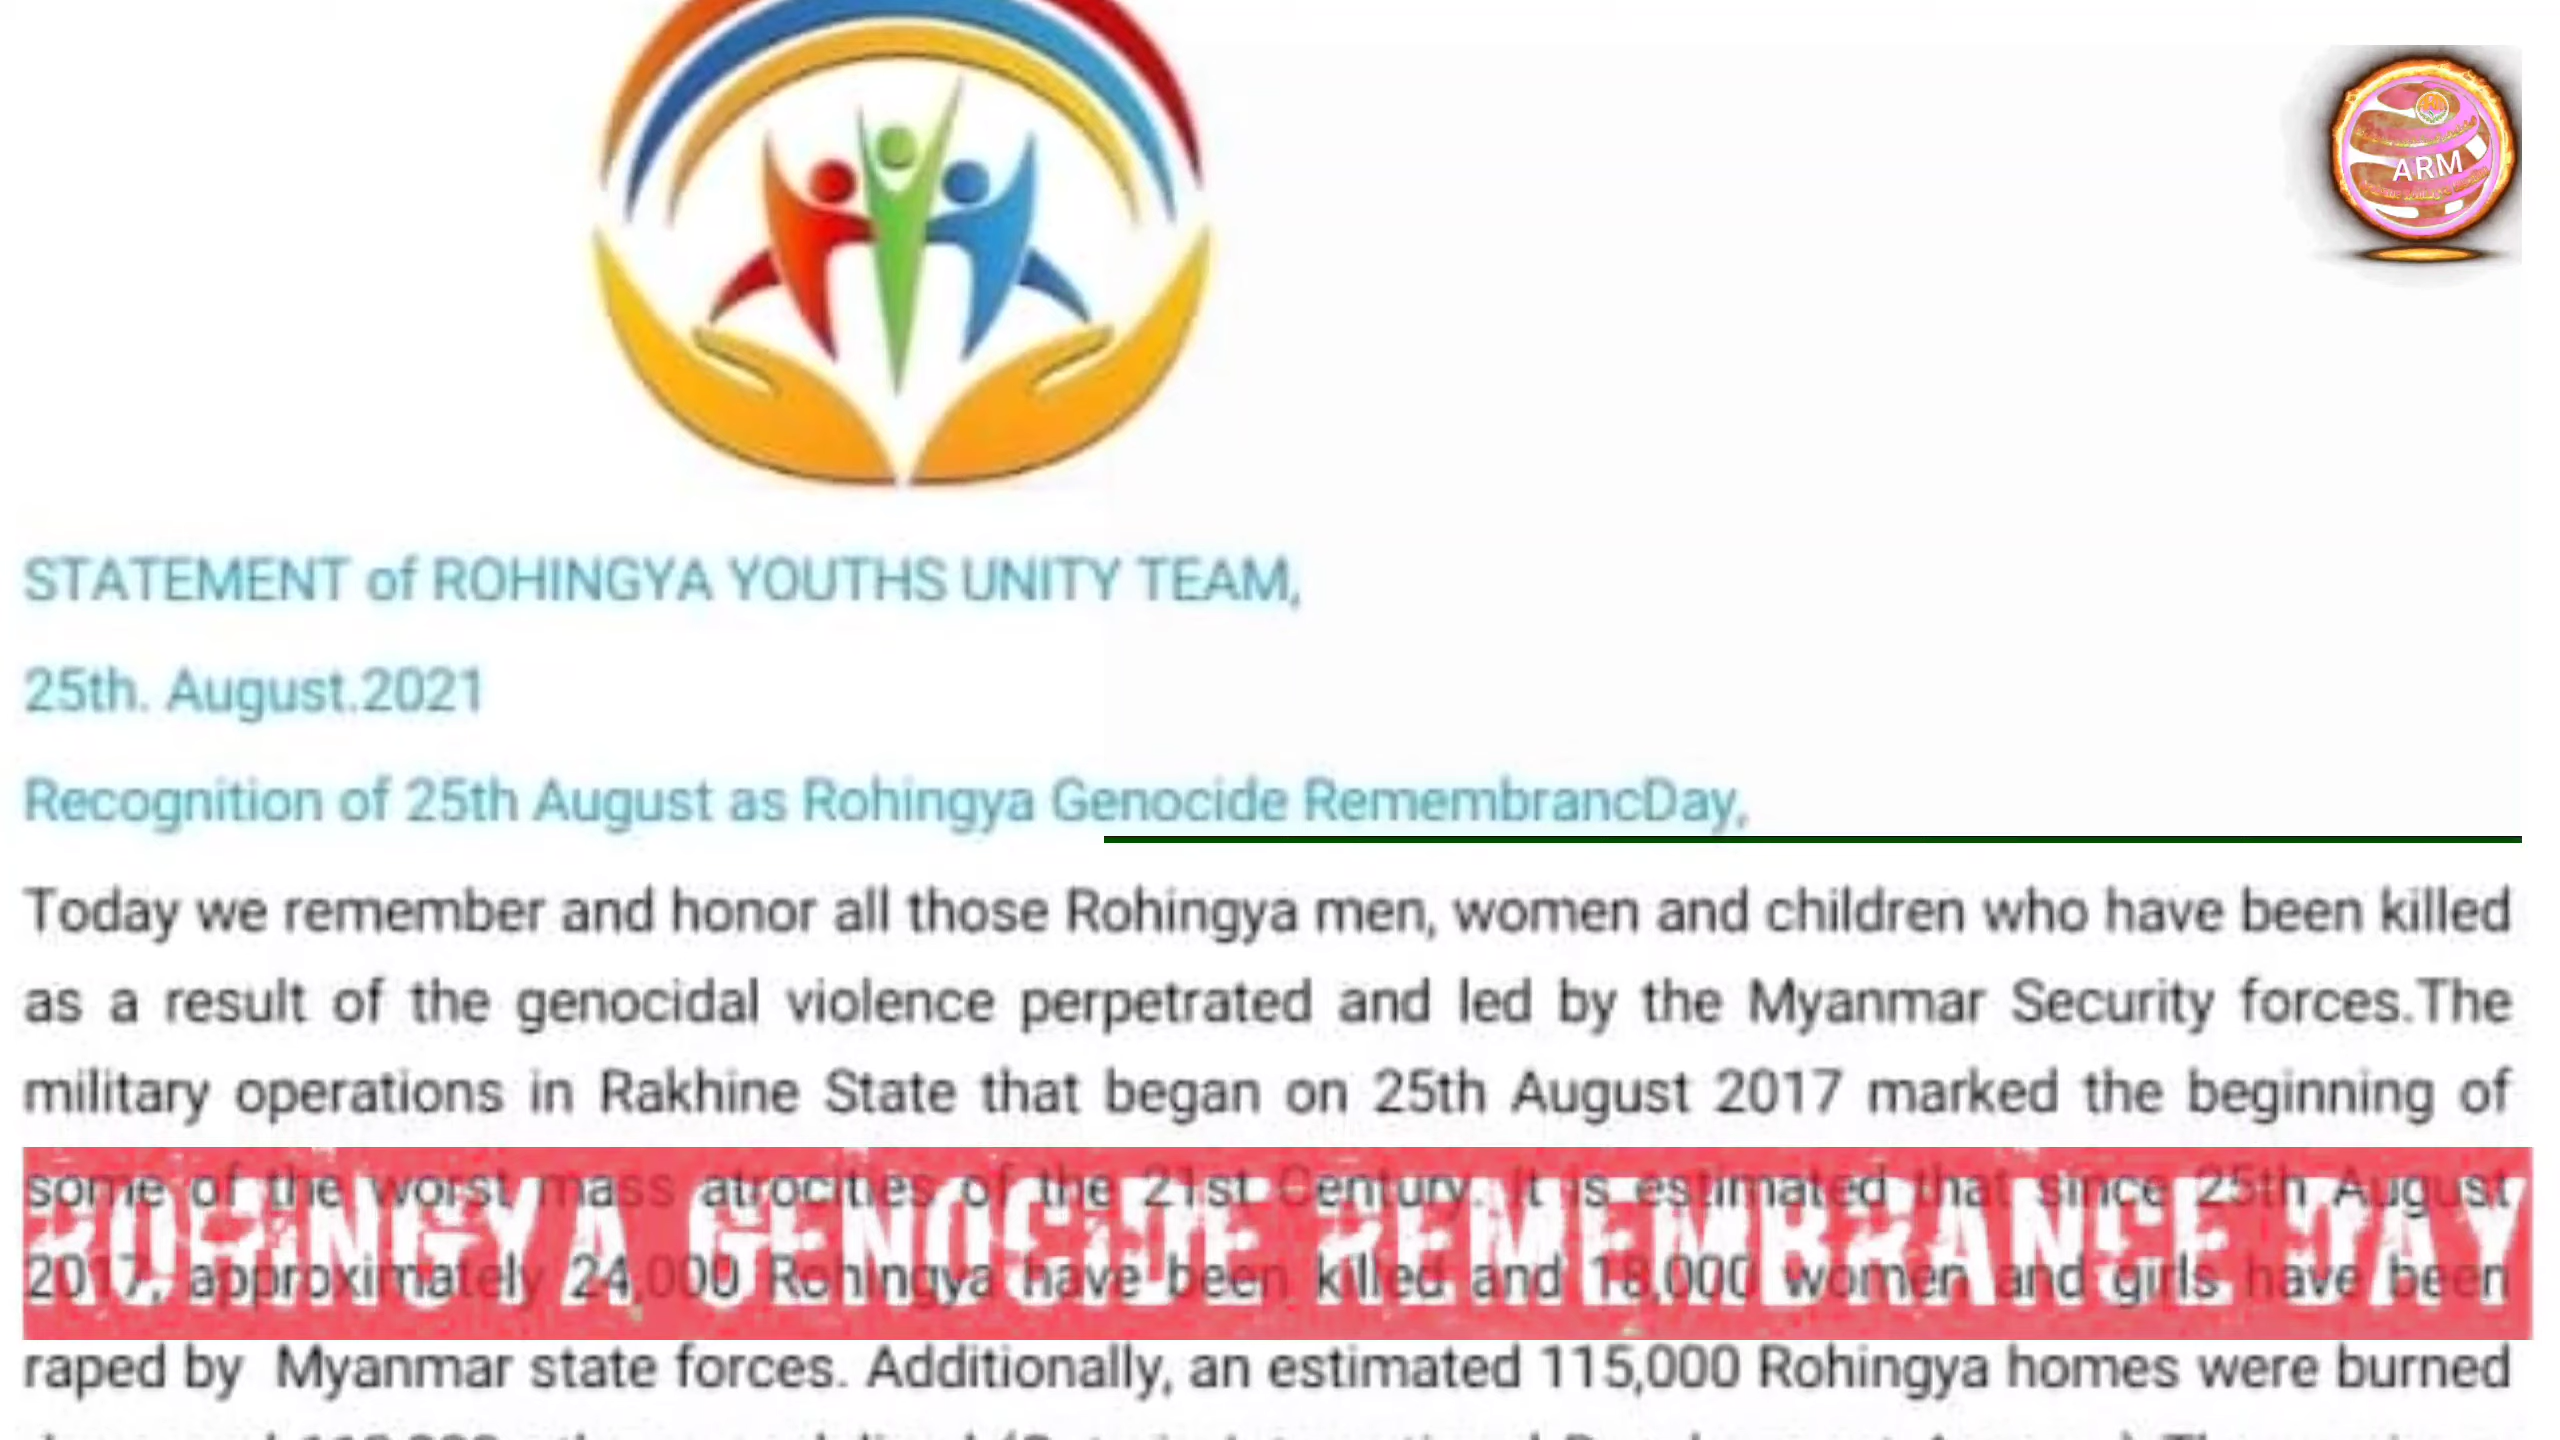 ARM
STATEMENT of ROHINGYA YOUTHS UNITY TEAM,
25th. August.2021
Recognition of 25th August as Rohingya Genocide RemembrancDay,
Today we remember and honor all those Rohingya men, women and children who have been killed
as a result of the genocidal violence perpetrated and led by the Myanmar Security forces.The
military operations in Rakhine State that began on 25th August 2017 marked the beginning of
some of the worst mass atrocities of the 21st Century. It is estimated that since 25th August
ROHINGYA GENOCIDE REMEMBRANCE DAY
2017, approximately 24,000 Rohingya have been killed and 18,000 women and girls have been
raped by Myanmar state forces. Additionally, an estimated 115,000 Rohingya homes were burned